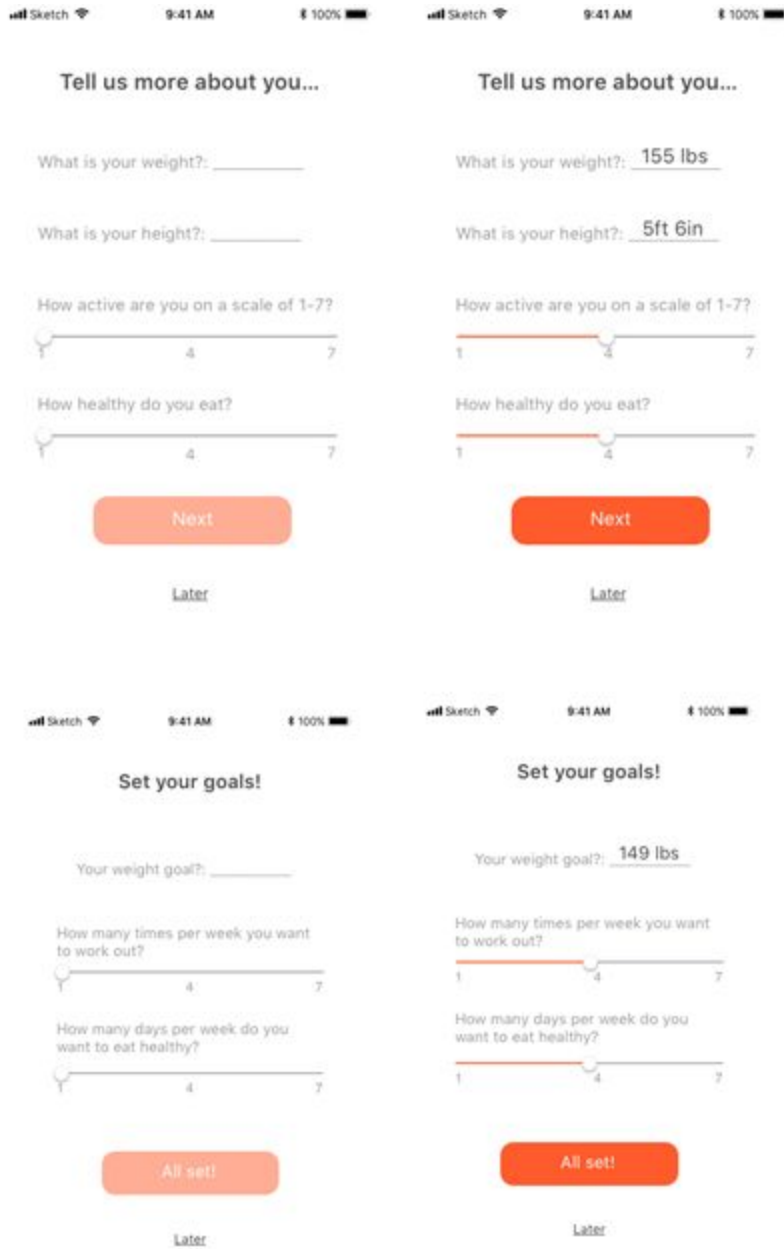 Sketch 9:41 AM 100%
Tell us more about you...
What is your weight?:
What is your height?:
How active are you on a scale of 1-7?
1 4 7
How healthy do you eat?
1 4 7
Next
Later
Sketch 9:41 AM 100%
Tell us more about you...
What is your weight?: 155 lbs
What is your height?: 5ft 6in
How active are you on a scale of 1-7?
1 4 7
How healthy do you eat?
1 4 7
Next
Later
Sketch 9:41 AM 100%
Set your goals!
Your weight goal?:
How many times per week you want
to work out?
1 4 7
How many days per week do you
want to eat healthy?
1 4 7
All set!
Later
Sketch 9:41 AM 100%
Set your goals!
Your weight goal?: 149 lbs
How many times per week you want
to work out?
1 4 7
How many days per week do you
want to eat healthy?
1 4 7
All set!
Later